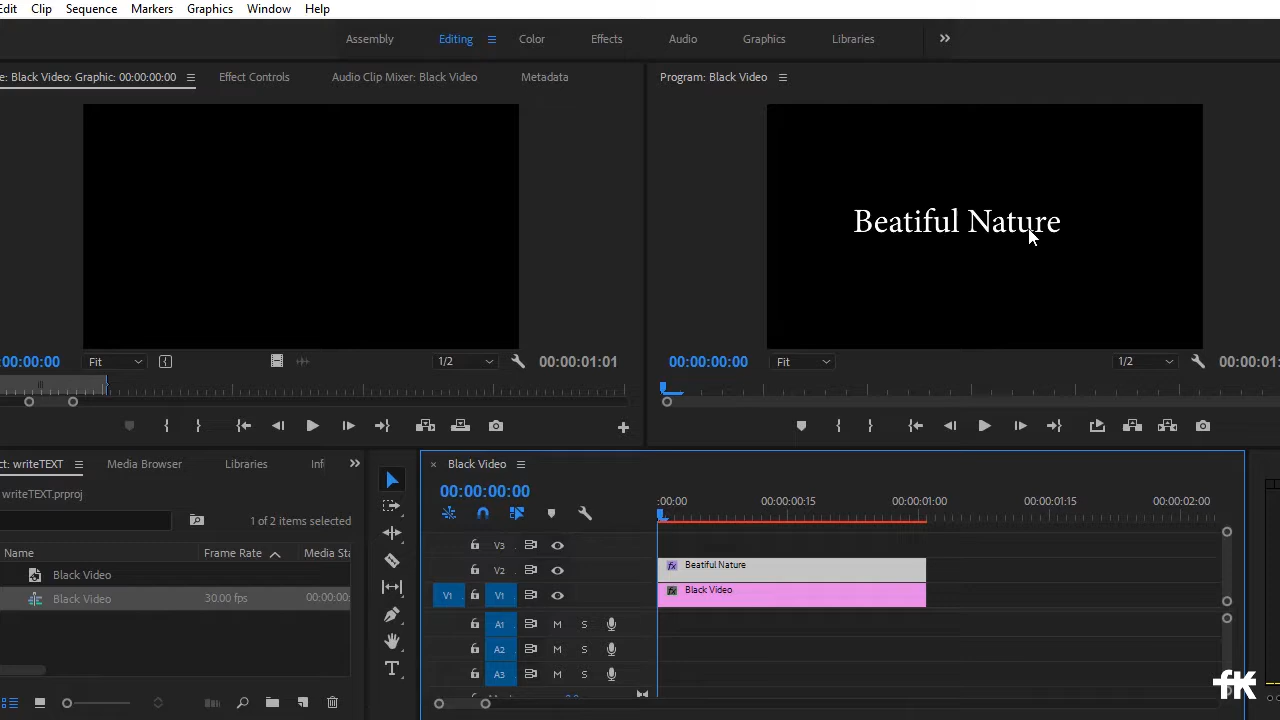 Edit Clip Sequence Markers Graphics Window Help
Assembly Editing Color Effects Audio Graphics Libraries
e: Black Video: Graphic: 00:00:00:00 Effect Controls Audio Clip Mixer: Black Video Metadata
Program: Black Video
Beatiful Nature
:00:00:00 Fit 1/2 00:00:01:01
00:00:00:00 Fit 1/2 00:00:01:
ct: writeTEXT Media Browser Libraries Inf
writeTEXT.prproj
1 of 2 items selected
Name Frame Rate Media Sta
Black Video
Black Video 30.00 fps 00:00:00:
Black Video
00:00:00:00
:00:00 00:00:00:15 00:00:01:00 00:00:01:15 00:00:02:00
V3
V2 fx Beatiful Nature
V1 V1 fx Black Video
A1 M S
A2 M S
A3 M S
T
fK